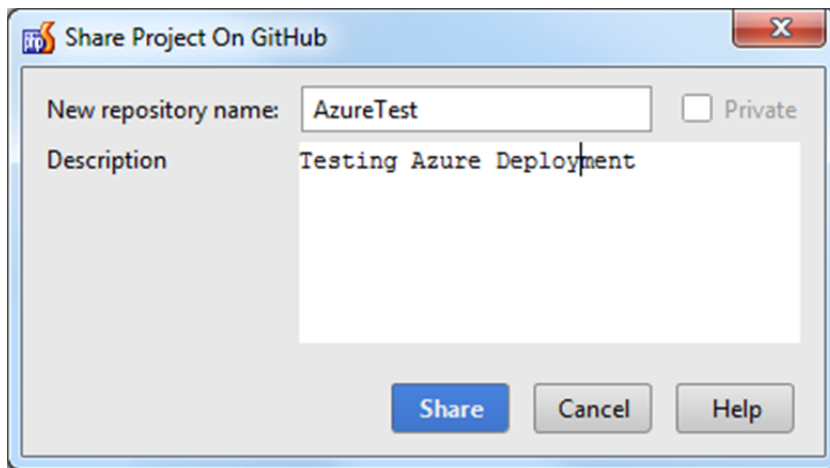 Share Project On GitHub
New repository name: AzureTest Private
Description Testing Azure Deployment
Share Cancel Help